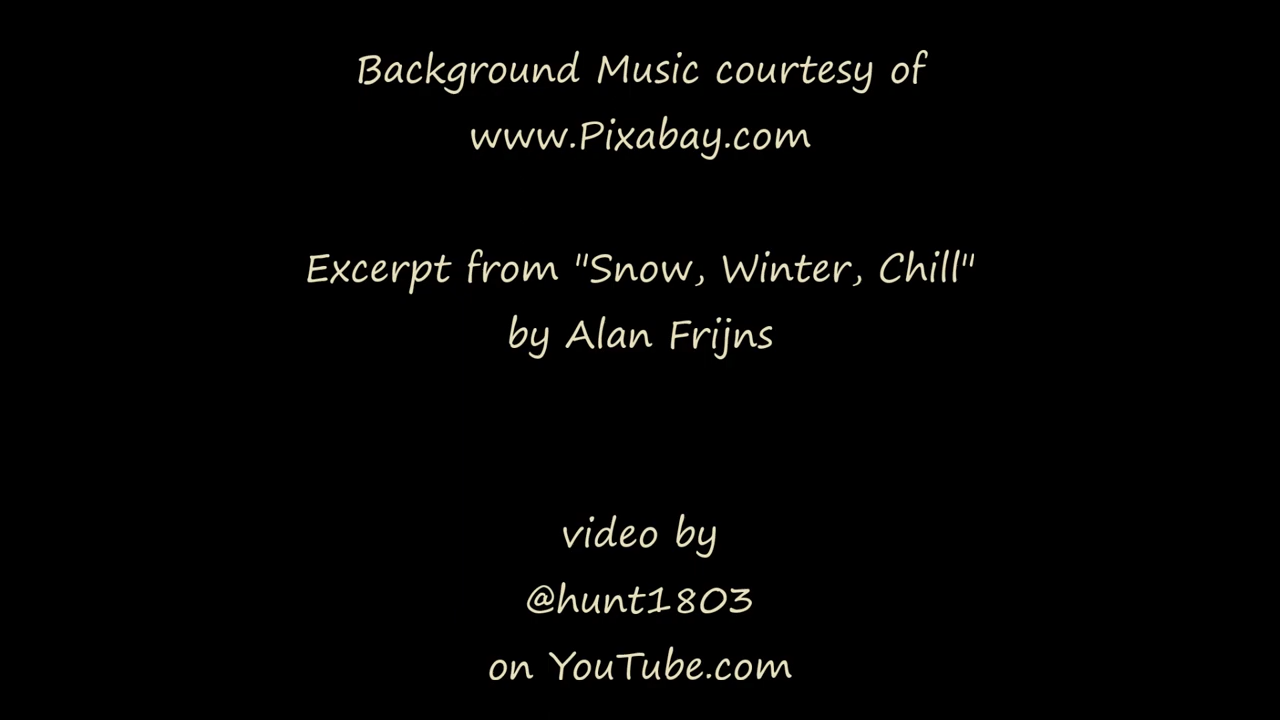 Background Music courtesy of
www.Pixabay.com
Excerpt from "Snow, Winter, Chill"
by Alan Frijns
video by
@hunt1803
on YouTube.com